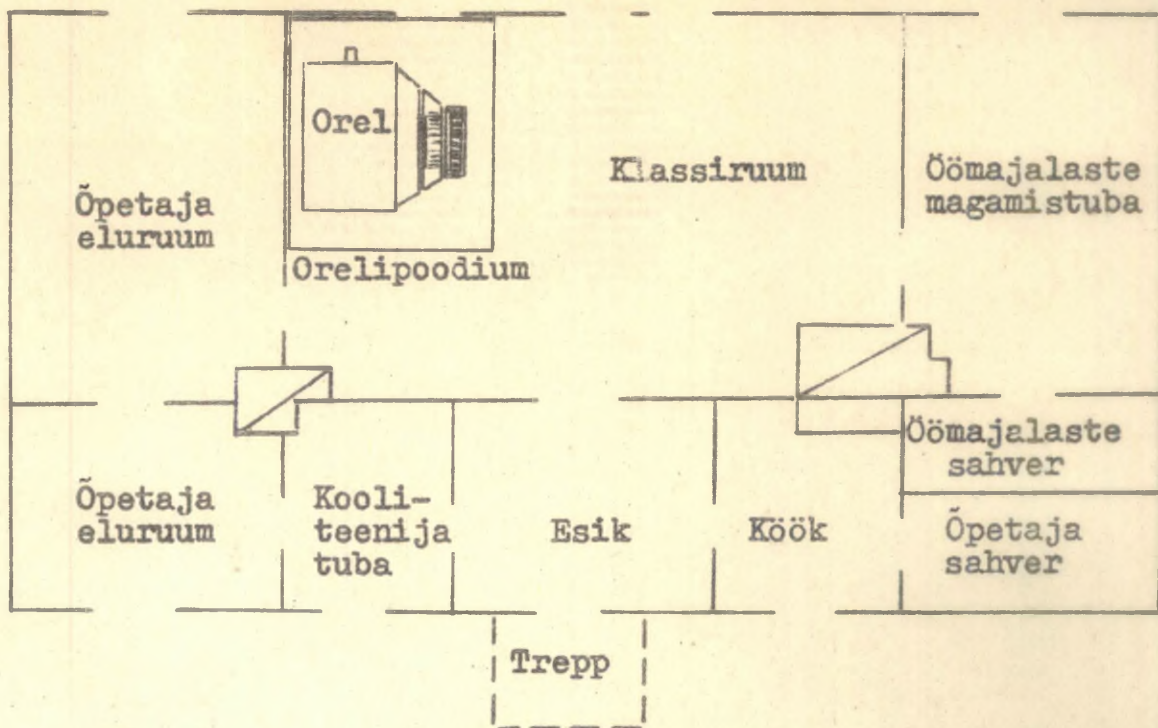 Orel
Klassiruum
Öömajalaste
magamistuba
Õpetaja
eluruum
Orelipoodium
Öömajalaste
sahver
Õpetaja
eluruum
Kooli-
teenija
tuba
Esik
Köök
Õpetaja
sahver
Trepp